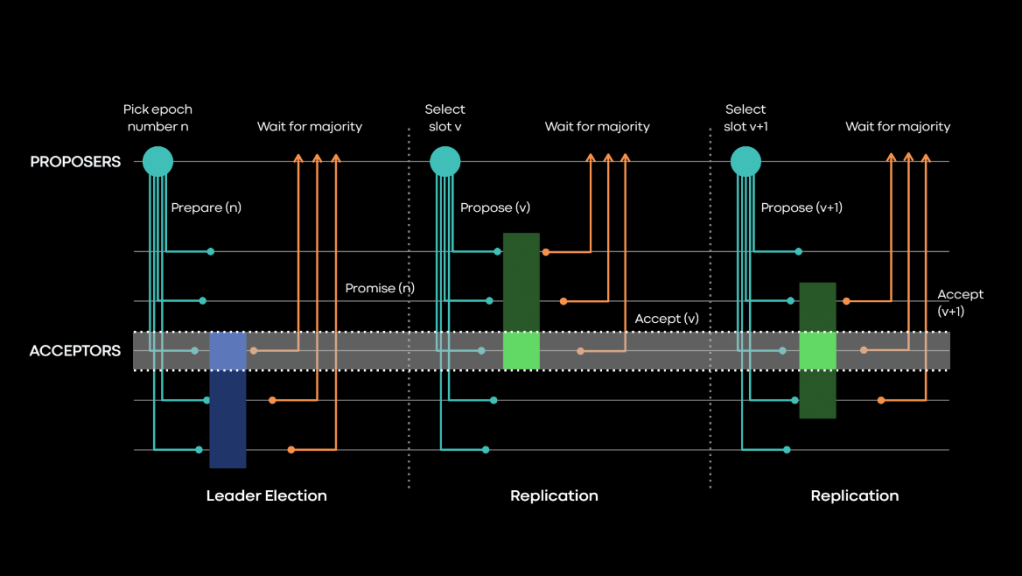 Pick epoch
number n
Wait for majority
Select
slot v
Wait for majority
Select
slot v+1
Wait for majority
PROPOSERS
Prepare (n)
Propose (v)
Propose (v+1)
Promise (n)
Accept (v)
Accept
(v+1)
ACCEPTORS
Leader Election
Replication
Replication